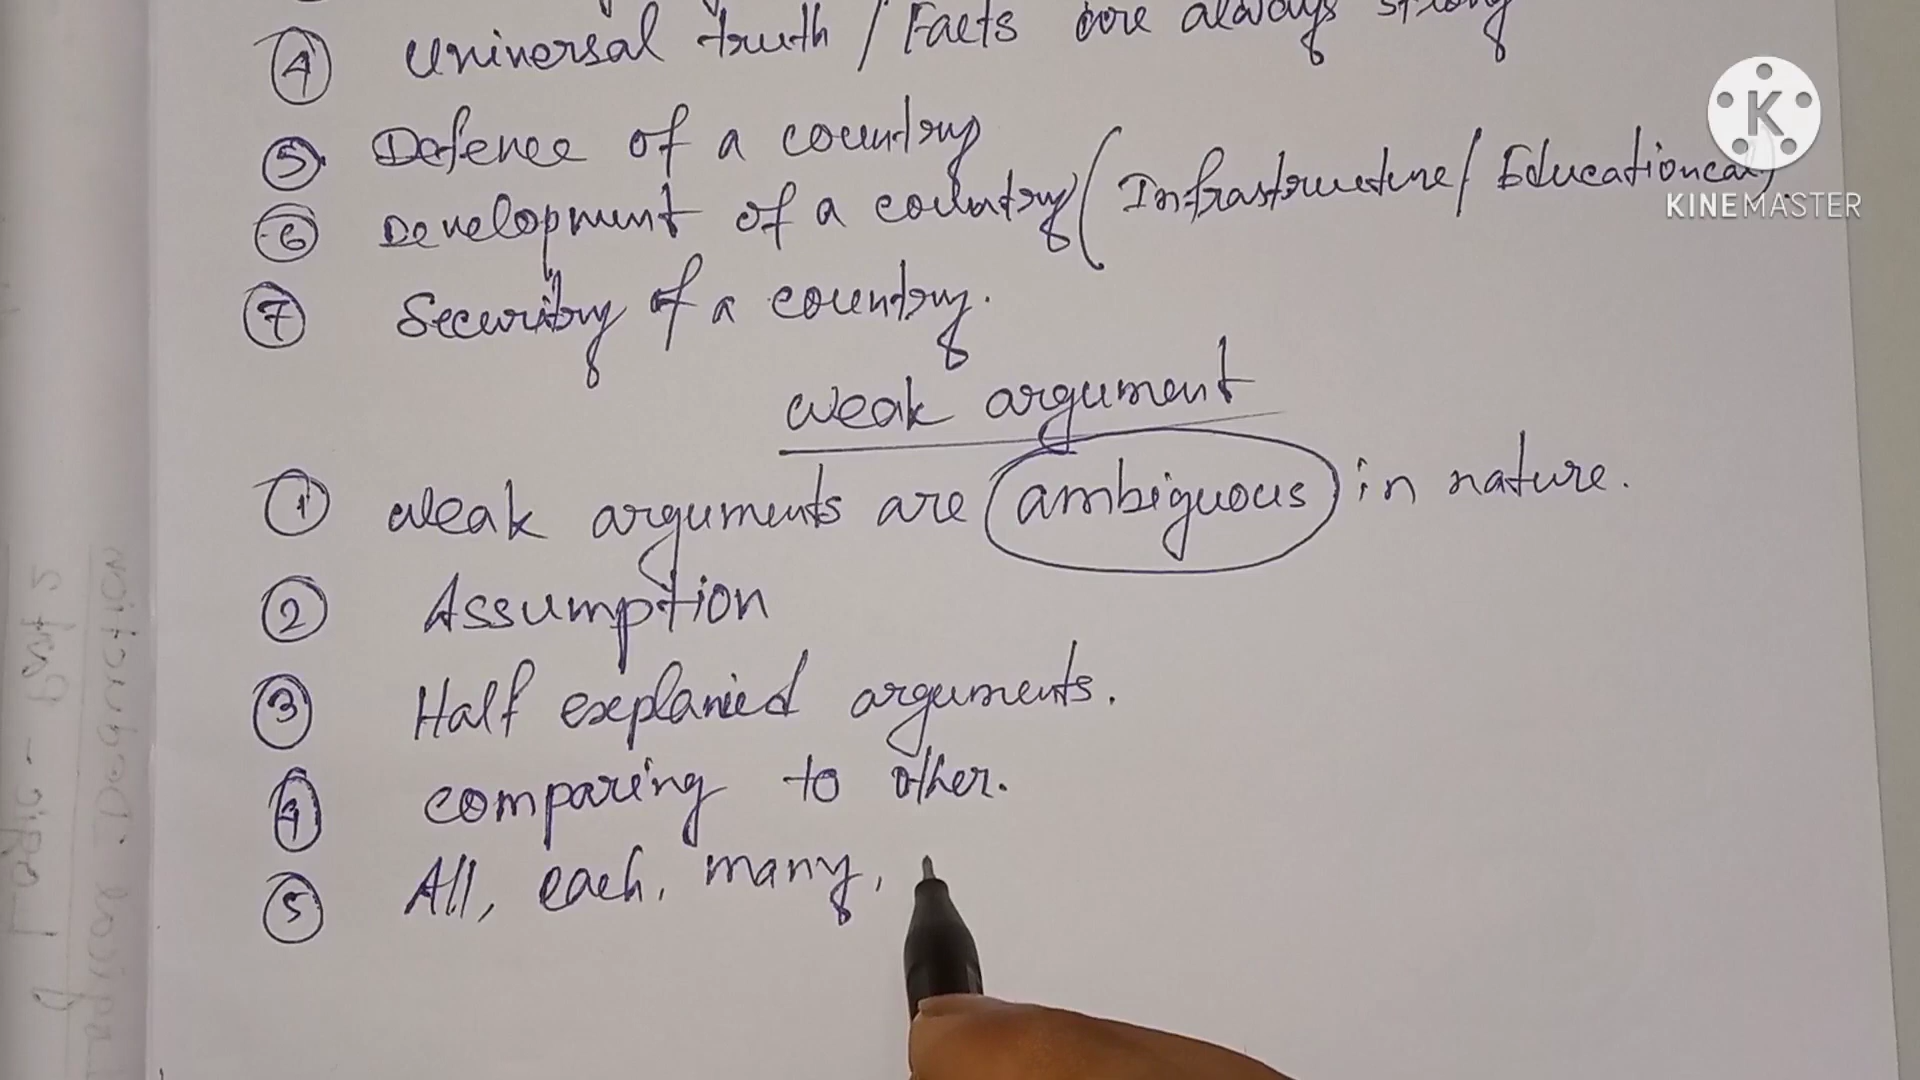 ④ Universal truth / Facts are always strong
⑤ Defence of a country
⑥ Development of a country (Infrastructure / Educational)
⑦ Security of a country.
weak argument
① weak arguments are ambiguous in nature.
② Assumption
③ Half explanied arguments.
④ comparing to other.
⑤ All, each, many,
K
KINEMASTER